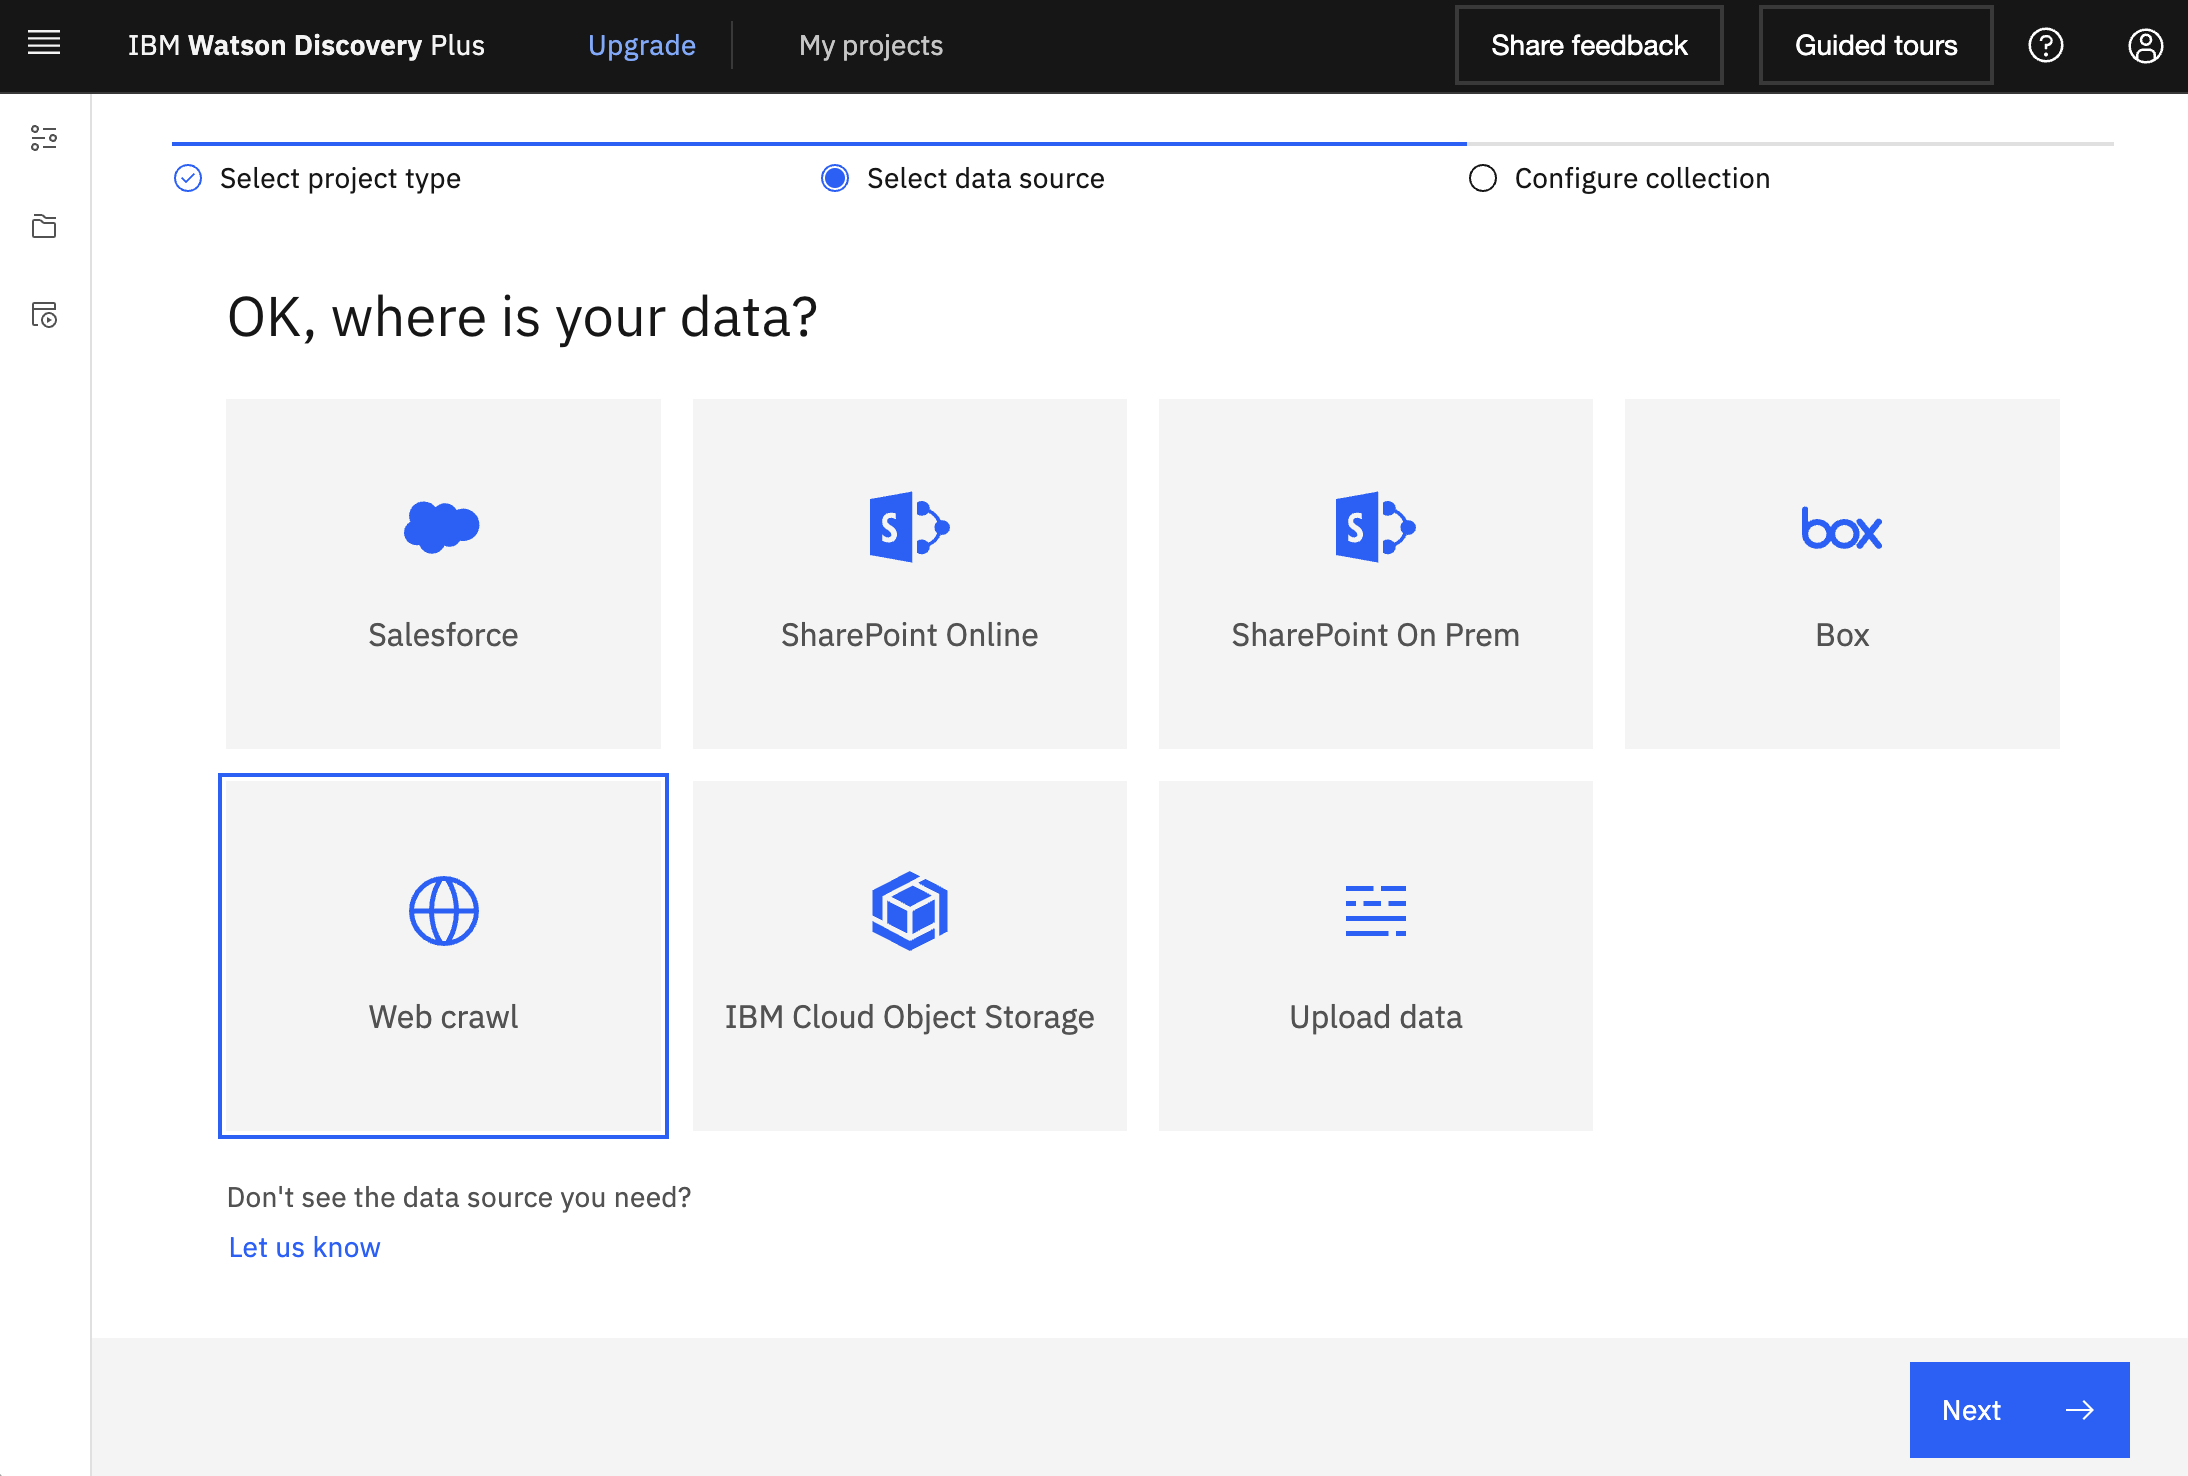 IBM Watson Discovery Plus
Upgrade
My projects
Share feedback
Guided tours
Select project type
Select data source
Configure collection
OK, where is your data?
Salesforce
S
SharePoint Online
S
SharePoint On Prem
box
Box
Web crawl
IBM Cloud Object Storage
Upload data
Don't see the data source you need?
Let us know
Next